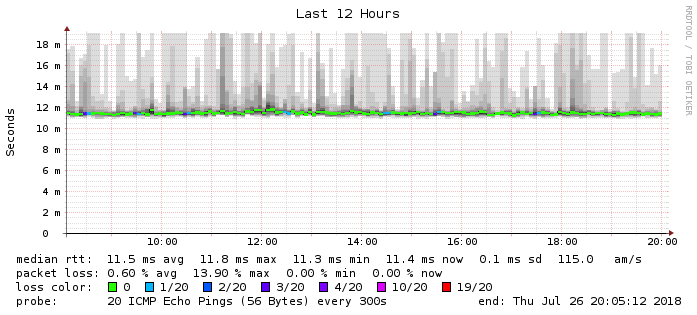 Last 12 Hours
RRDTOOL / TOBI OETIKER
Seconds
18 m
16 m
14 m
12 m
10 m
8 m
6 m
4 m
2 m
0
10:00 12:00 14:00 16:00 18:00 20:00
median rtt: 11.5 ms avg 11.8 ms max 11.3 ms min 11.4 ms now 0.1 ms sd 115.0 am/s
packet loss: 0.60 % avg 13.90 % max 0.00 % min 0.00 % now
loss color: 0 1/20 2/20 3/20 4/20 10/20 19/20
probe: 20 ICMP Echo Pings (56 Bytes) every 300s end: Thu Jul 26 20:05:12 2018